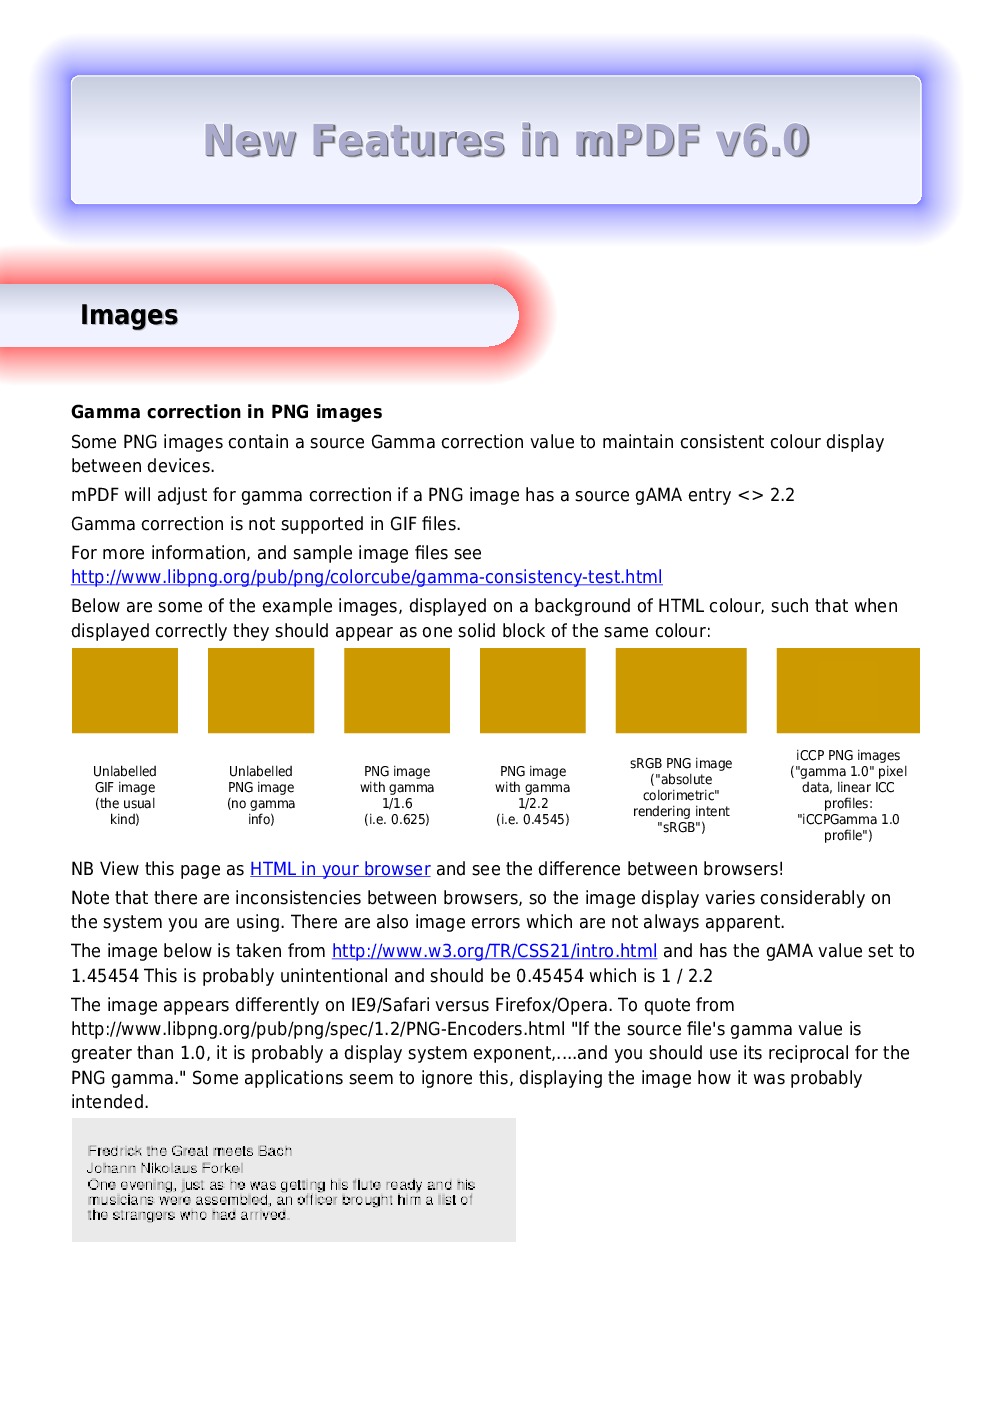 New Features in mPDF v6.0
Images
Gamma correction in PNG images
Some PNG images contain a source Gamma correction value to maintain consistent colour display
between devices.
mPDF will adjust for gamma correction if a PNG image has a source gAMA entry <> 2.2
Gamma correction is not supported in GIF files.
For more information, and sample image files see
http://www.libpng.org/pub/png/colorcube/gamma-consistency-test.html
Below are some of the example images, displayed on a background of HTML colour, such that when
displayed correctly they should appear as one solid block of the same colour:
Unlabelled
GIF image
(the usual
kind)
Unlabelled
PNG image
(no gamma
info)
PNG image
with gamma
1/1.6
(i.e. 0.625)
PNG image
with gamma
1/2.2
(i.e. 0.4545)
sRGB PNG image
("absolute
colorimetric"
rendering intent
"sRGB")
iCCP PNG images
("gamma 1.0" pixel
data, linear ICC
profiles:
"iCCPGamma 1.0
profile")
NB View this page as HTML in your browser and see the difference between browsers!
Note that there are inconsistencies between browsers, so the image display varies considerably on
the system you are using. There are also image errors which are not always apparent.
The image below is taken from http://www.w3.org/TR/CSS21/intro.html and has the gAMA value set to
1.45454 This is probably unintentional and should be 0.45454 which is 1 / 2.2
The image appears differently on IE9/Safari versus Firefox/Opera. To quote from
http://www.libpng.org/pub/png/spec/1.2/PNG-Encoders.html "If the source file's gamma value is
greater than 1.0, it is probably a display system exponent,....and you should use its reciprocal for the
PNG gamma." Some applications seem to ignore this, displaying the image how it was probably
intended.
Fredrick the Great meets Bach
Johann Nikolaus Forkel
One evening, just as he was getting his flute ready and his
musicians were assembled, an officer brought him a list of
the strangers who had arrived.